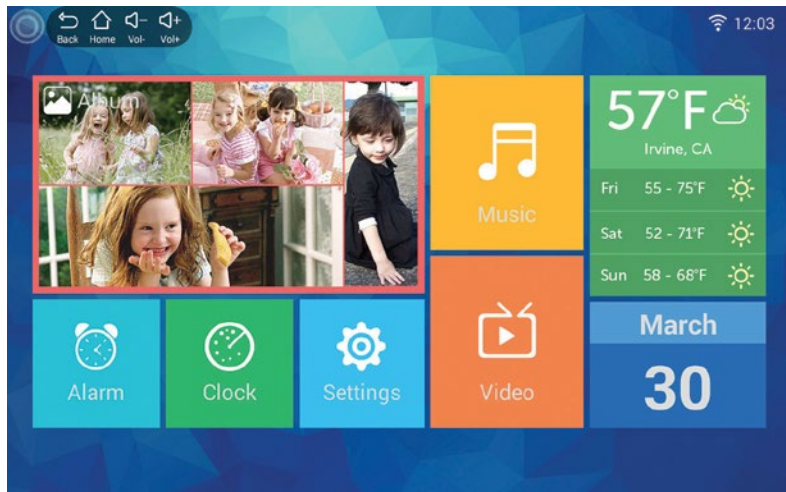 Back Home Vol- Vol+
12:03
Album
Music
57°F
Irvine, CA
Fri 55 - 75°F
Sat 52 - 71°F
Sun 58 - 68°F
Alarm
Clock
Settings
Video
March
30